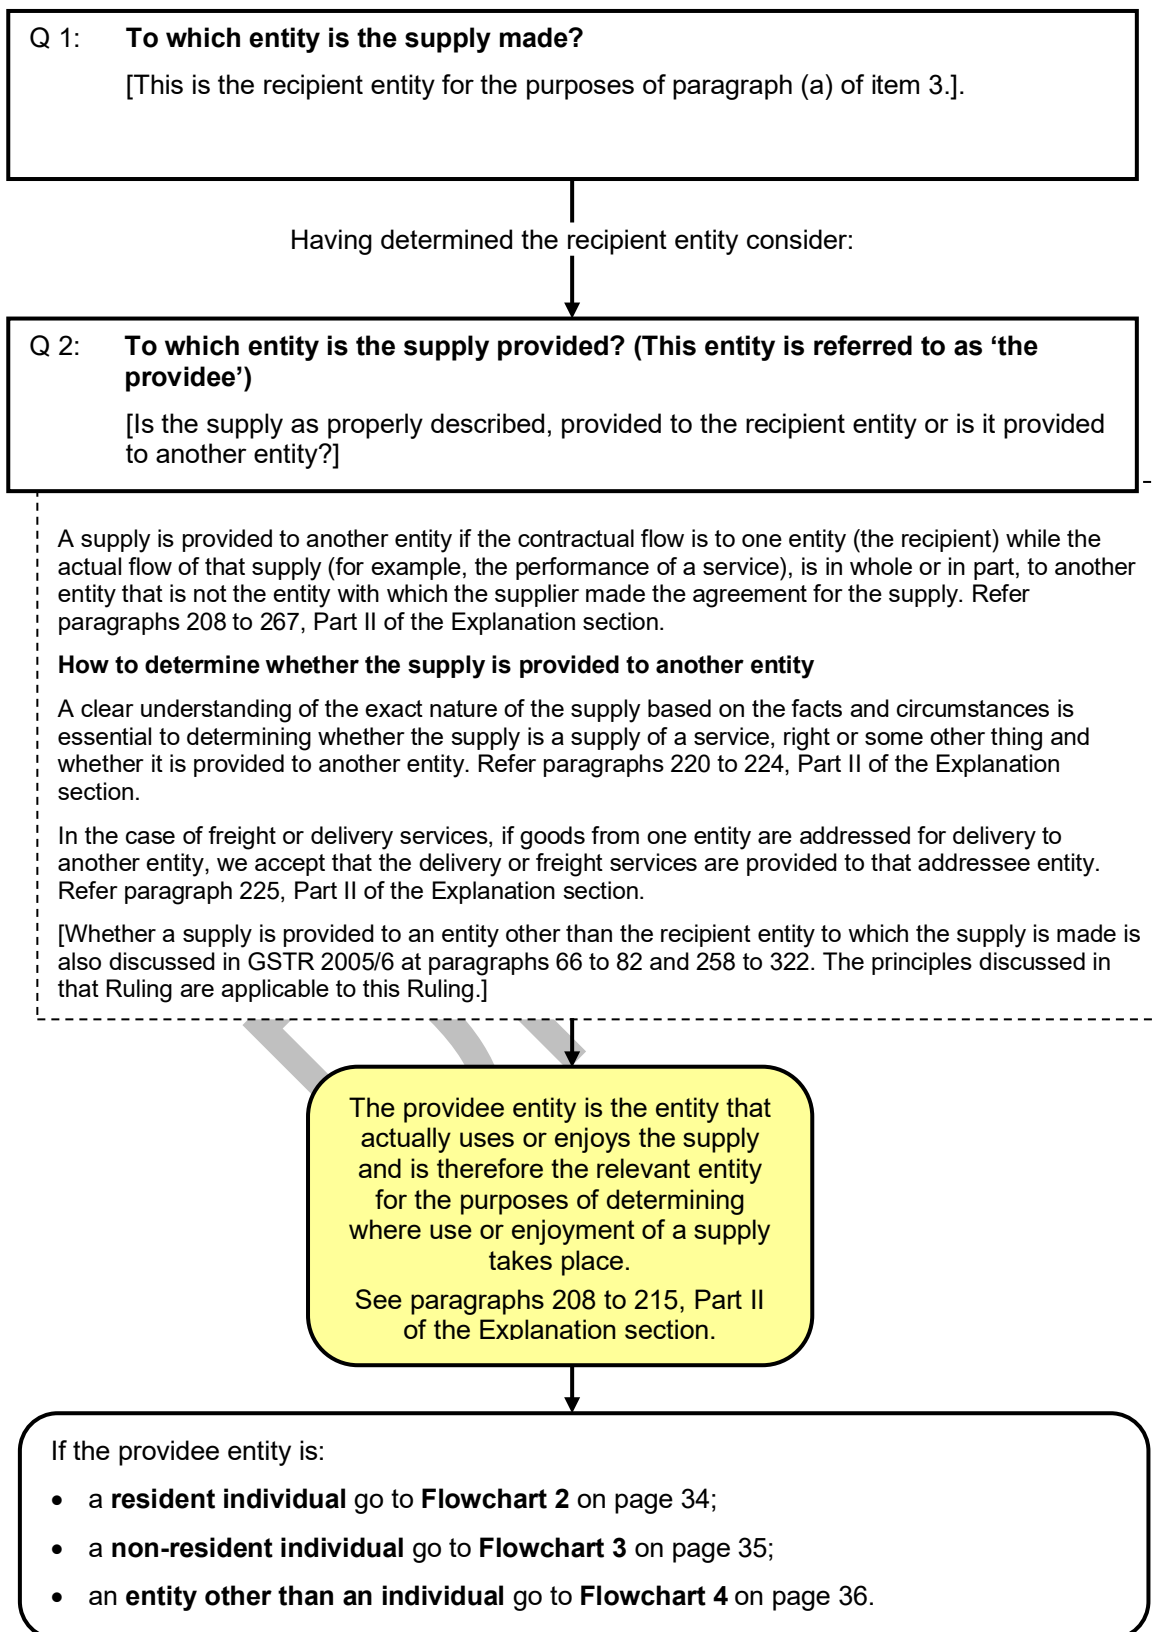 Q 1: To which entity is the supply made?
[This is the recipient entity for the purposes of paragraph (a) of item 3.].
Having determined the recipient entity consider:
Q 2: To which entity is the supply provided? (This entity is referred to as ‘the
providee’)
[Is the supply as properly described, provided to the recipient entity or is it provided
to another entity?]
A supply is provided to another entity if the contractual flow is to one entity (the recipient) while the
actual flow of that supply (for example, the performance of a service), is in whole or in part, to another
entity that is not the entity with which the supplier made the agreement for the supply. Refer
paragraphs 208 to 267, Part II of the Explanation section.
How to determine whether the supply is provided to another entity
A clear understanding of the exact nature of the supply based on the facts and circumstances is
essential to determining whether the supply is a supply of a service, right or some other thing and
whether it is provided to another entity. Refer paragraphs 220 to 224, Part II of the Explanation
section.
In the case of freight or delivery services, if goods from one entity are addressed for delivery to
another entity, we accept that the delivery or freight services are provided to that addressee entity.
Refer paragraph 225, Part II of the Explanation section.
[Whether a supply is provided to an entity other than the recipient entity to which the supply is made is
also discussed in GSTR 2005/6 at paragraphs 66 to 82 and 258 to 322. The principles discussed in
that Ruling are applicable to this Ruling.]
The providee entity is the entity that
actually uses or enjoys the supply
and is therefore the relevant entity
for the purposes of determining
where use or enjoyment of a supply
takes place.
See paragraphs 208 to 215, Part II
of the Explanation section.
If the providee entity is:
• a resident individual go to Flowchart 2 on page 34;
• a non-resident individual go to Flowchart 3 on page 35;
• an entity other than an individual go to Flowchart 4 on page 36.